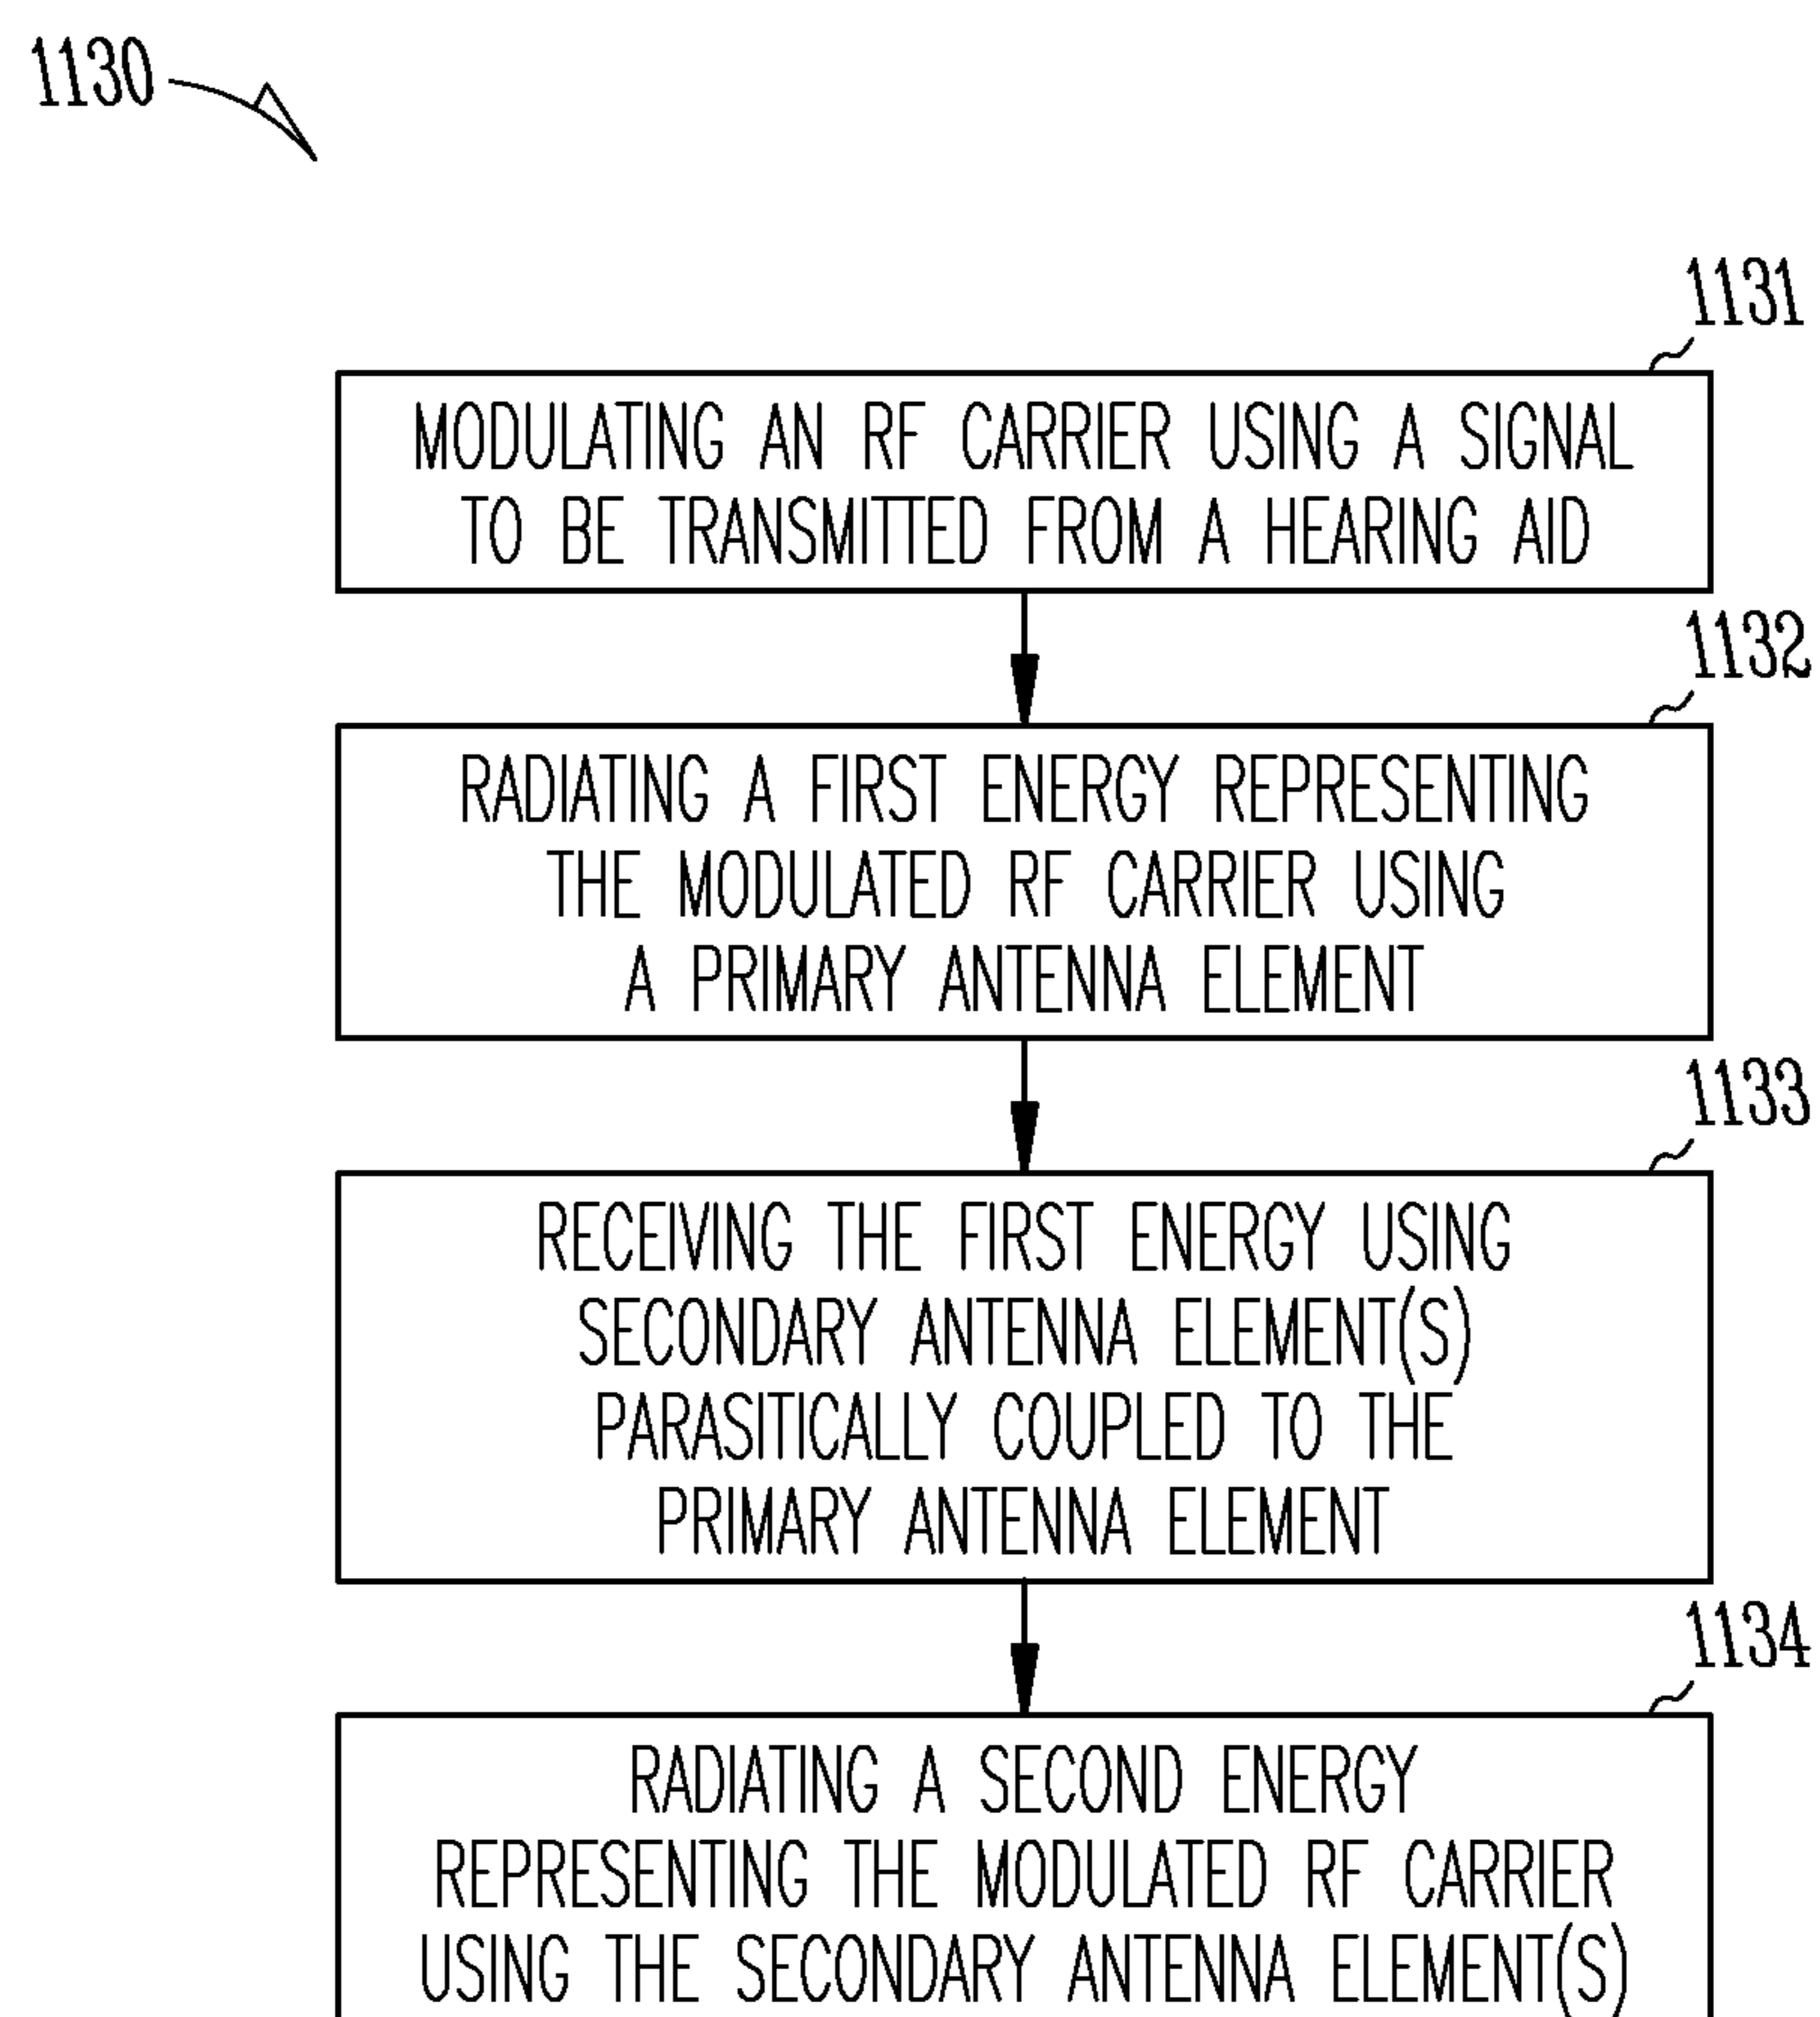 1130
1131
MODULATING AN RF CARRIER USING A SIGNAL
TO BE TRANSMITTED FROM A HEARING AID
1132
RADIATING A FIRST ENERGY REPRESENTING
THE MODULATED RF CARRIER USING
A PRIMARY ANTENNA ELEMENT
1133
RECEIVING THE FIRST ENERGY USING
SECONDARY ANTENNA ELEMENT(S)
PARASITICALLY COUPLED TO THE
PRIMARY ANTENNA ELEMENT
1134
RADIATING A SECOND ENERGY
REPRESENTING THE MODULATED RF CARRIER
USING THE SECONDARY ANTENNA ELEMENT(S)